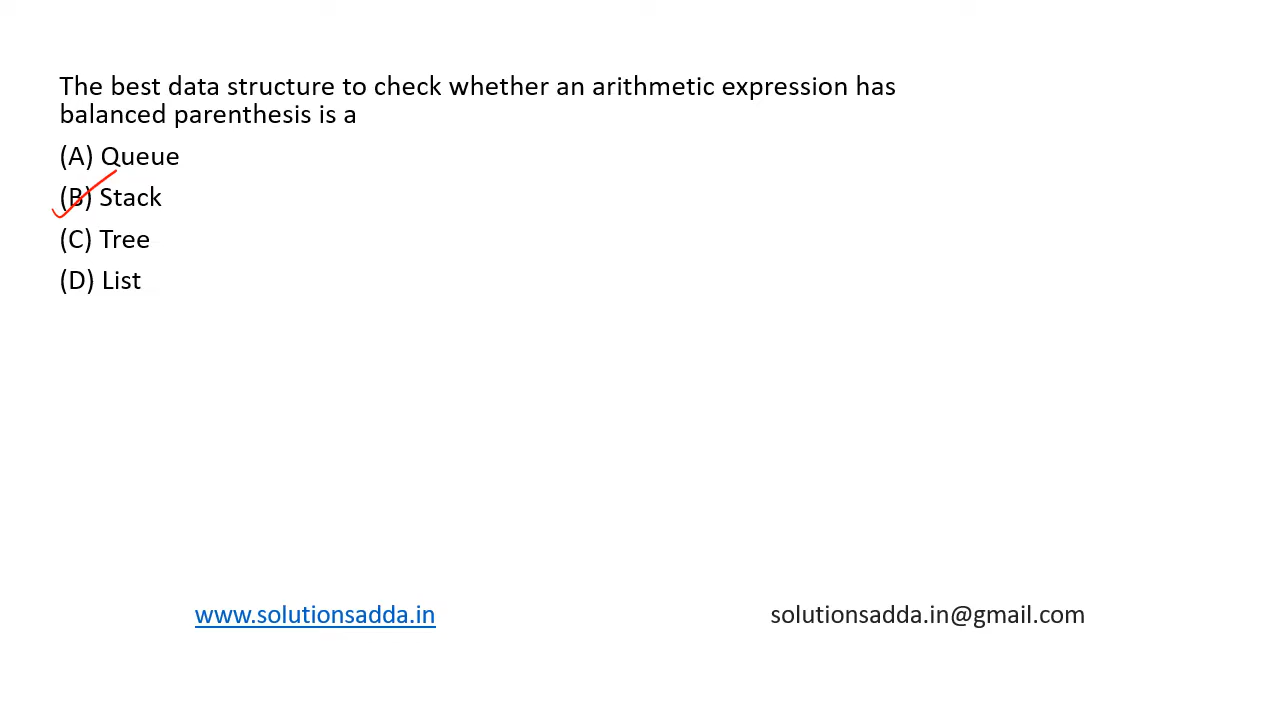 The best data structure to check whether an arithmetic expression has
balanced parenthesis is a
(A) Queue
(B) Stack
(C) Tree
(D) List
www.solutionsadda.in
solutionsadda.in@gmail.com